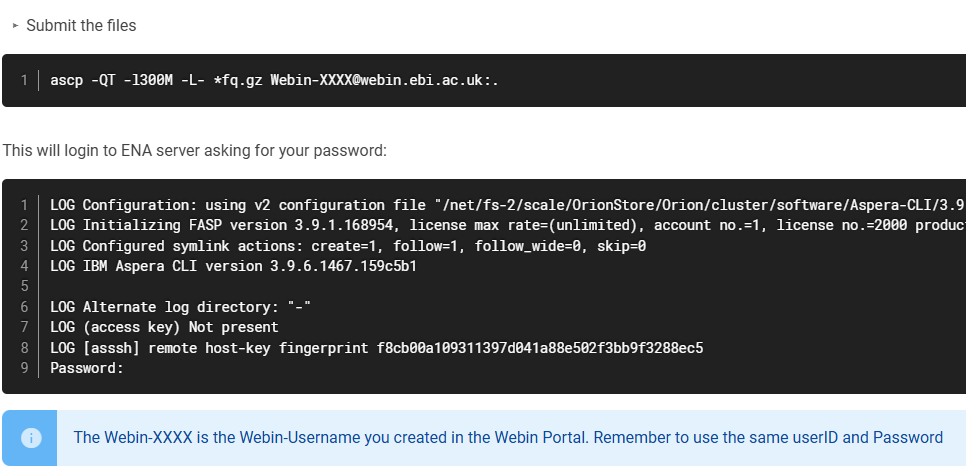 ▸ Submit the files
1 ascp -QT -l300M -L- *fq.gz Webin-XXXX@webin.ebi.ac.uk:.
This will login to ENA server asking for your password:
1 LOG Configuration: using v2 configuration file "/net/fs-2/scale/OrionStore/Orion/cluster/software/Aspera-CLI/3.9
2 LOG Initializing FASP version 3.9.1.168954, license max rate=(unlimited), account no.=1, license no.=2000 produc
3 LOG Configured symlink actions: create=1, follow=1, follow_wide=0, skip=0
4 LOG IBM Aspera CLI version 3.9.6.1467.159c5b1
5
6 LOG Alternate log directory: "-"
7 LOG (access key) Not present
8 LOG [asssh] remote host-key fingerprint f8cb00a109311397d041a88e502f3bb9f3288ec5
9 Password:
The Webin-XXXX is the Webin-Username you created in the Webin Portal. Remember to use the same userID and Password